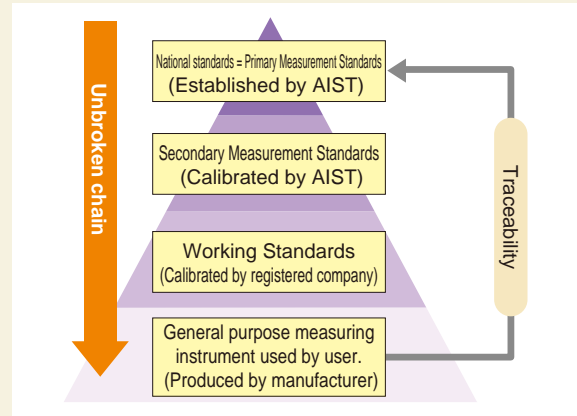 National standards = Primary Measurement Standards
(Established by AIST)
Secondary Measurement Standards
(Calibrated by AIST)
Working Standards
(Calibrated by registered company)
General purpose measuring
instrument used by user.
(Produced by manufacturer)
Unbroken chain
Traceability